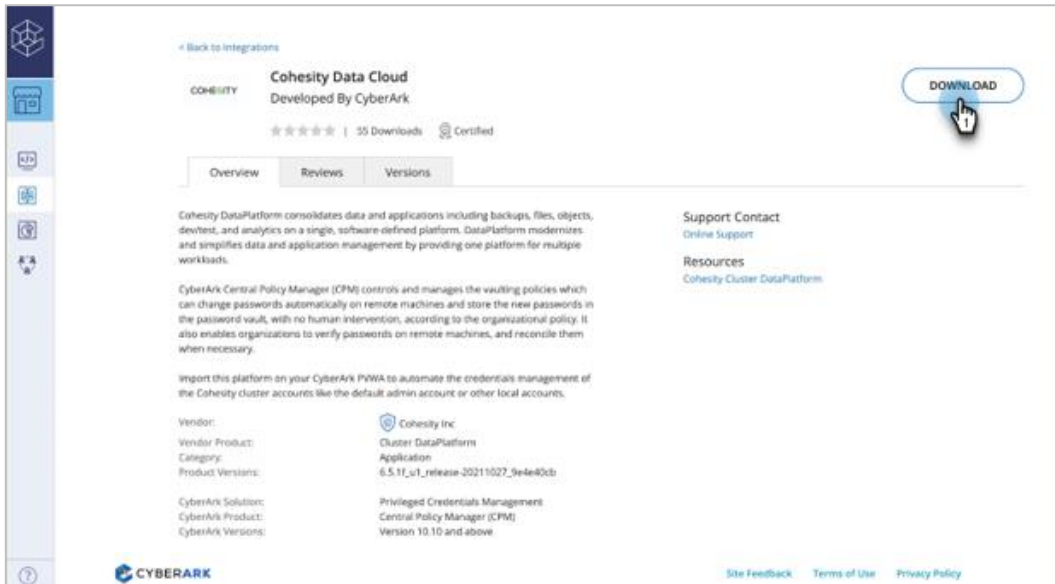 < Back to Integrations
COHESITY
Cohesity Data Cloud
Developed By CyberArk
| 55 Downloads Certified
DOWNLOAD
1
Overview Reviews Versions
Cohesity DataPlatform consolidates data and applications including backups, files, objects,
dev/test, and analytics on a single, software-defined platform. DataPlatform modernizes
and simplifies data and application management by providing one platform for multiple
workloads.
CyberArk Central Policy Manager (CPM) controls and manages the vaulting policies which
can change passwords automatically on remote machines and store the new passwords in
the password vault, with no human intervention, according to the organizational policy. It
also enables organizations to verify passwords on remote machines, and reconcile them
when necessary.
Import this platform on your CyberArk PVWA to automate the credentials management of
the Cohesity cluster accounts like the default admin account or other local accounts.
Support Contact
Online Support
Resources
Cohesity Cluster DataPlatform
Vendor: Cohesity Inc
Vendor Product: Cluster DataPlatform
Category: Application
Product Versions: 6.5.1f_u1_release-20211027_9e4e40cb
CyberArk Solution: Privileged Credentials Management
CyberArk Product: Central Policy Manager (CPM)
CyberArk Versions: Version 10.10 and above
CYBERARK
Site Feedback Terms of Use Privacy Policy